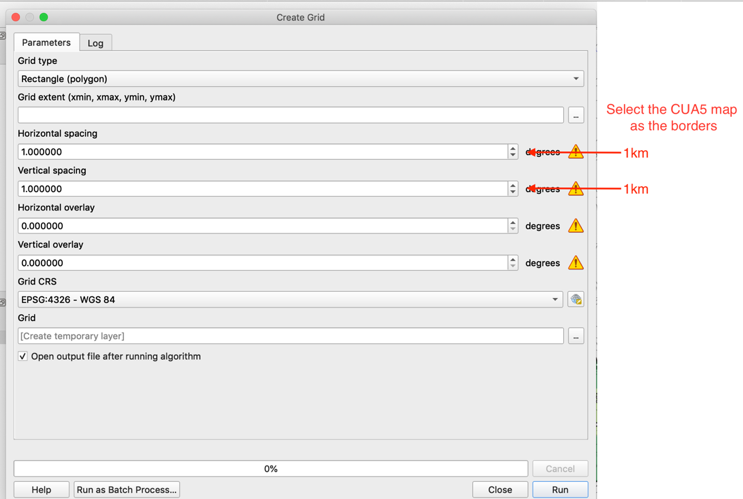 Create Grid
Parameters
Log
Grid type
Rectangle (polygon)
Grid extent (xmin, xmax, ymin, ymax)
...
Select the CUA5 map
as the borders
Horizontal spacing
1.000000
degrees
1km
Vertical spacing
1.000000
degrees
1km
Horizontal overlay
0.000000
degrees
Vertical overlay
0.000000
degrees
Grid CRS
EPSG:4326 - WGS 84
Grid
[Create temporary layer]
...
Open output file after running algorithm
0%
Cancel
Help
Run as Batch Process...
Close
Run